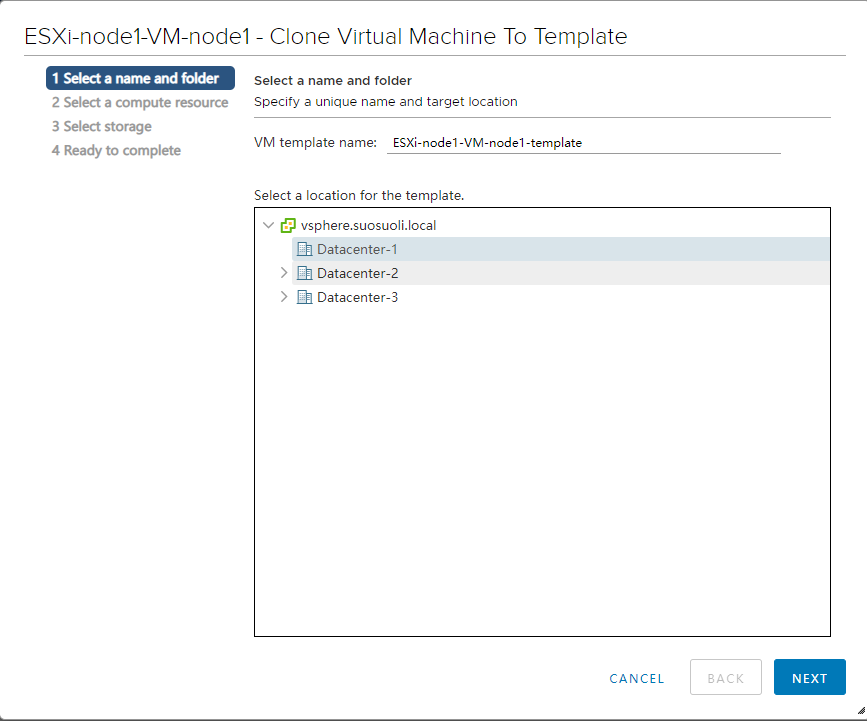 ESXi-node1-VM-node1 - Clone Virtual Machine To Template
1 Select a name and folder
2 Select a compute resource
3 Select storage
4 Ready to complete
Select a name and folder
Specify a unique name and target location
VM template name: ESXi-node1-VM-node1-template
Select a location for the template.
vsphere.suosuoli.local
Datacenter-1
Datacenter-2
Datacenter-3
CANCEL BACK NEXT